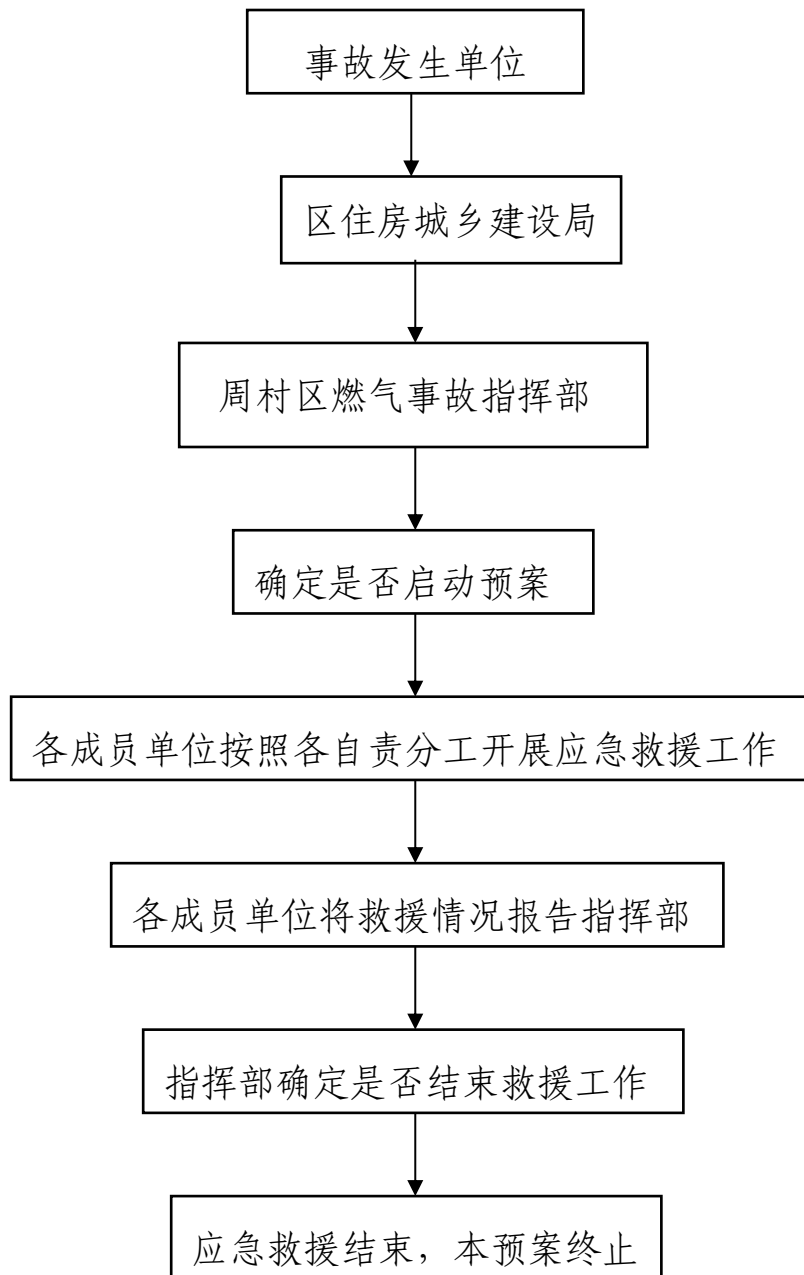 事故发生单位
区住房城乡建设局
周村区燃气事故指挥部
确定是否启动预案
各成员单位按照各自责分工开展应急救援工作
各成员单位将救援情况报告指挥部
指挥部确定是否结束救援工作
应急救援结束，本预案终止